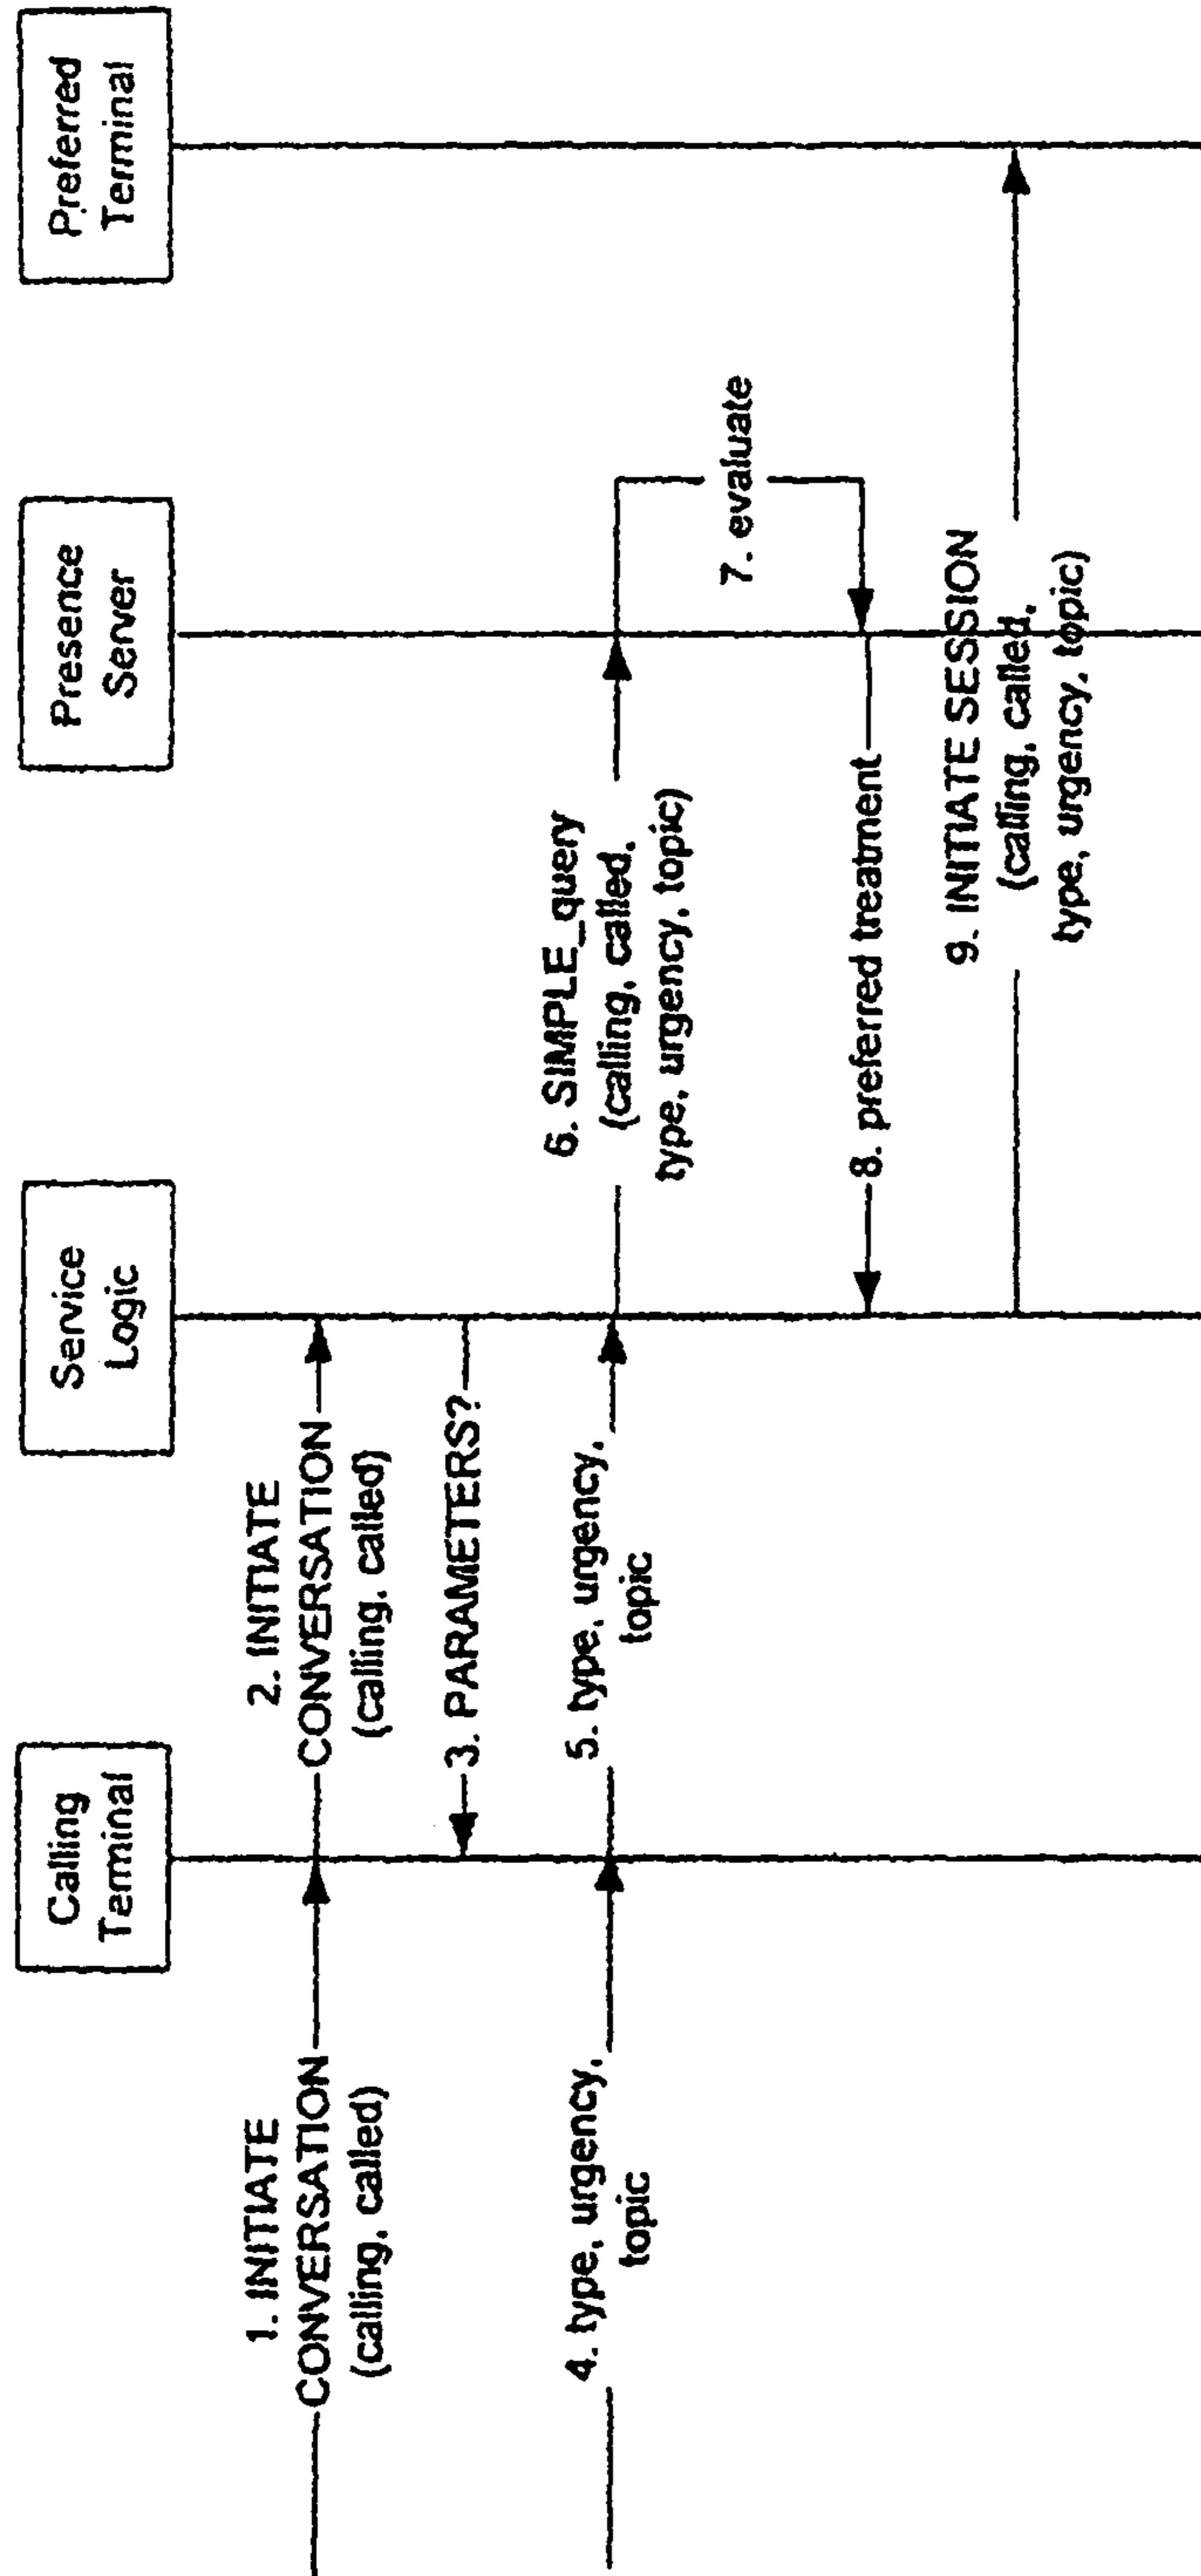 Calling
Terminal
Service
Logic
Presence
Server
Preferred
Terminal
1. INITIATE
CONVERSATION
(calling, called)
2. INITIATE
CONVERSATION
(calling, called)
3. PARAMETERS?
4. type, urgency,
topic
5. type, urgency,
topic
6. SIMPLE_query
(calling, called,
type, urgency, topic)
7. evaluate
8. preferred treatment
9. INITIATE SESSION
(calling, called,
type, urgency, topic)